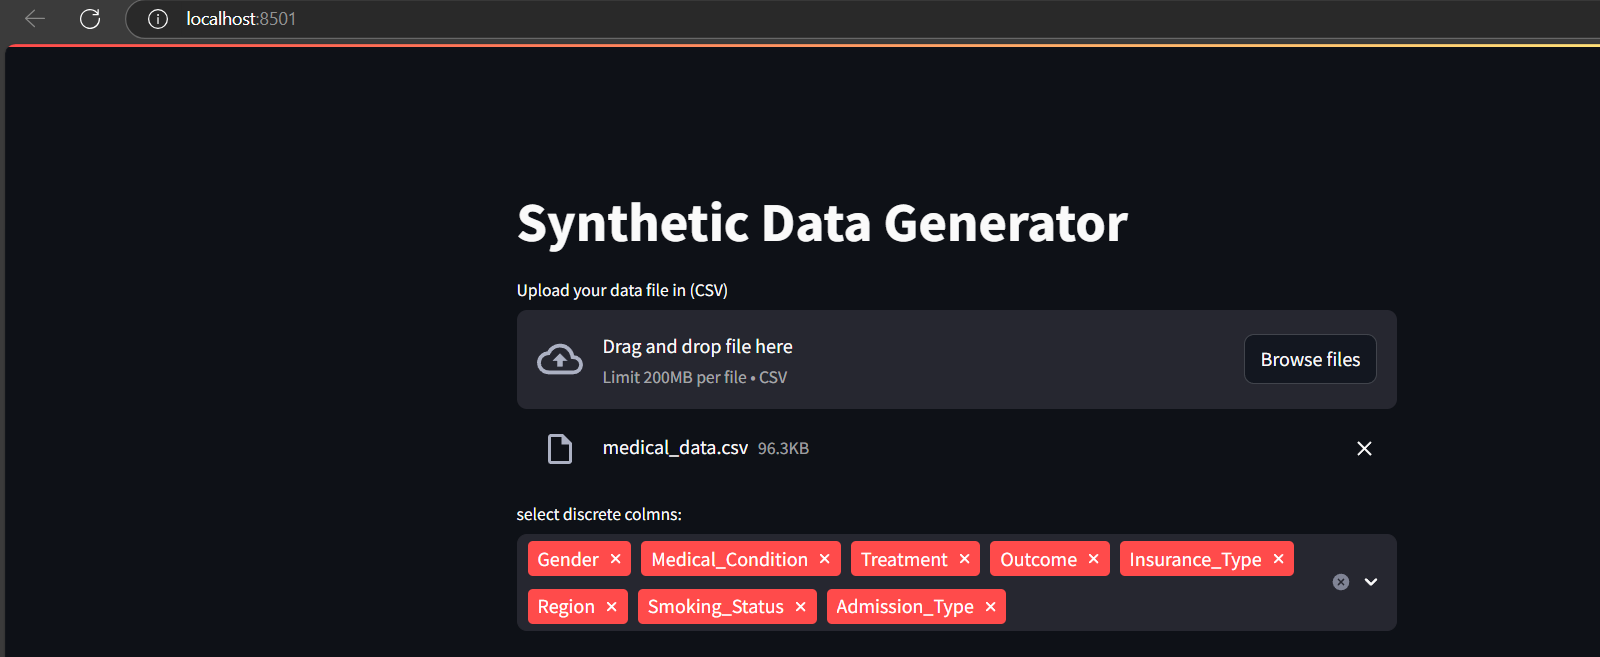 localhost:8501
Synthetic Data Generator
Upload your data file in (CSV)
Drag and drop file here
Limit 200MB per file • CSV
Browse files
medical_data.csv 96.3KB
select discrete colmns:
Gender Medical_Condition Treatment Outcome Insurance_Type
Region Smoking_Status Admission_Type